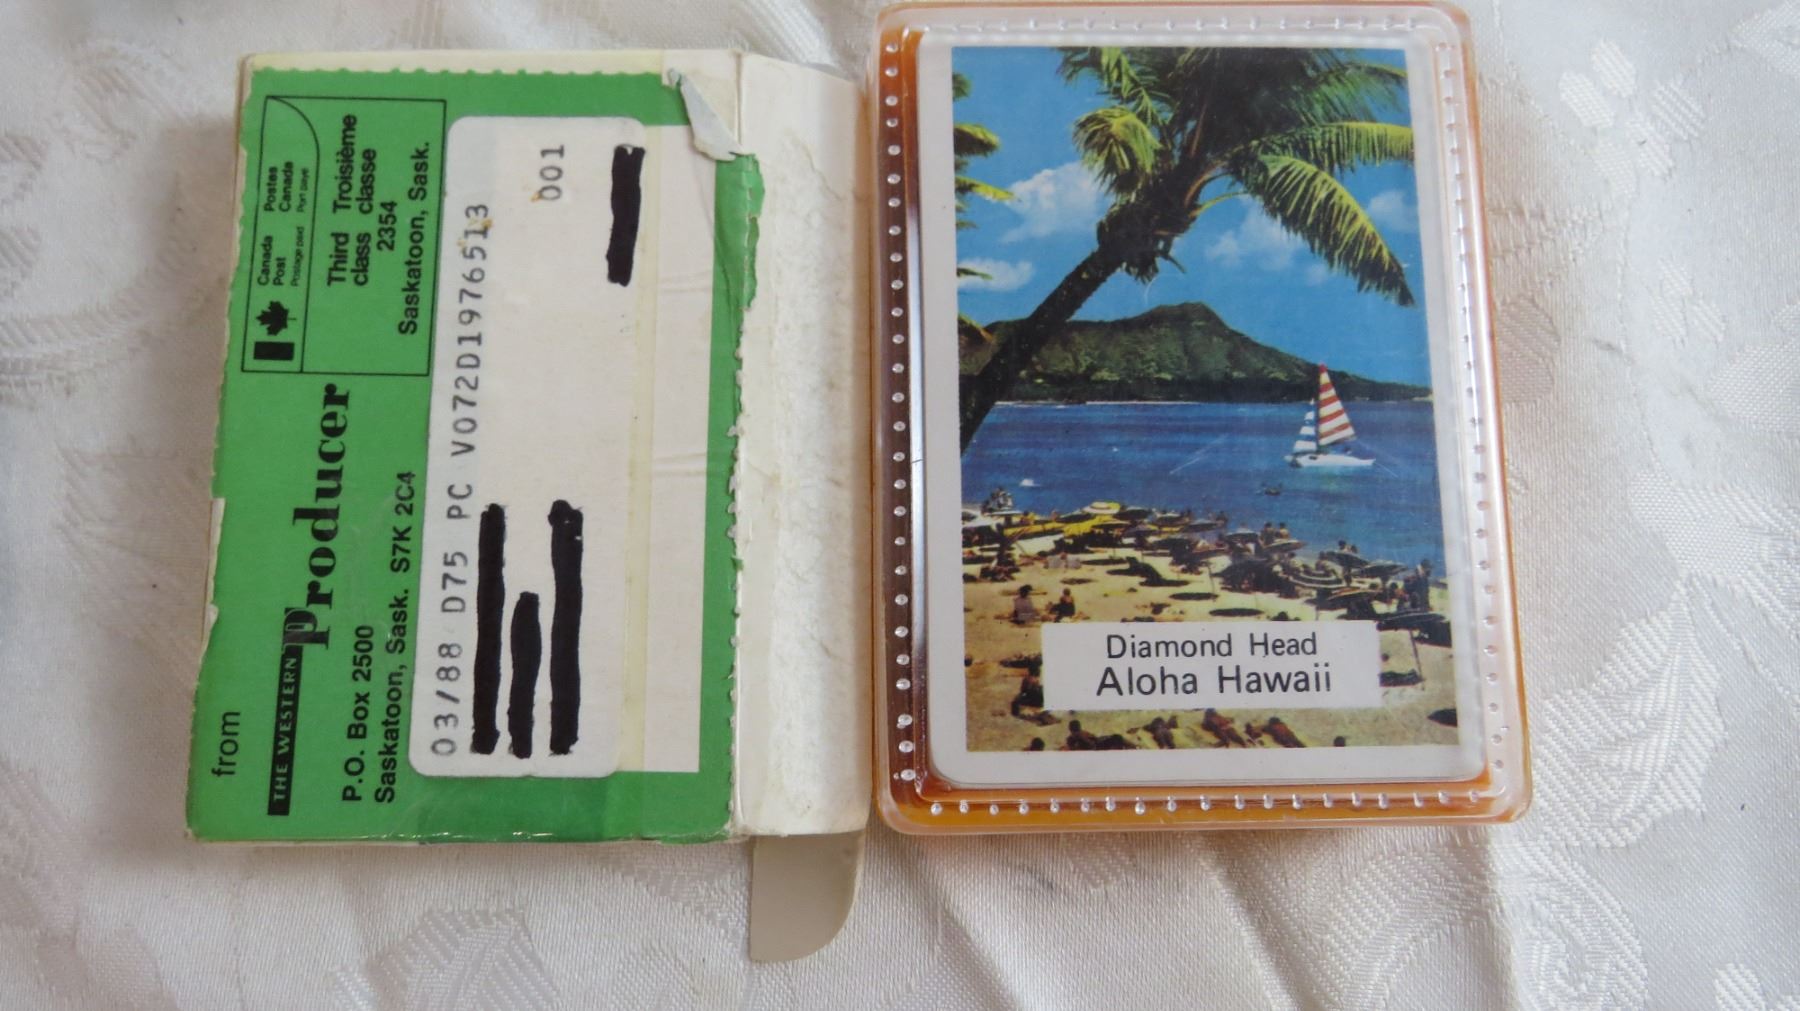 Canada Postes
Post Canada
Postage paid Port payé
Third Troisième
class classe
2354
Saskatoon, Sask.
from
THE WESTERN Producer
P.O. Box 2500
Saskatoon, Sask. S7K 2C4
03/88 D75 PC V072D1976513
001
Diamond Head
Aloha Hawaii